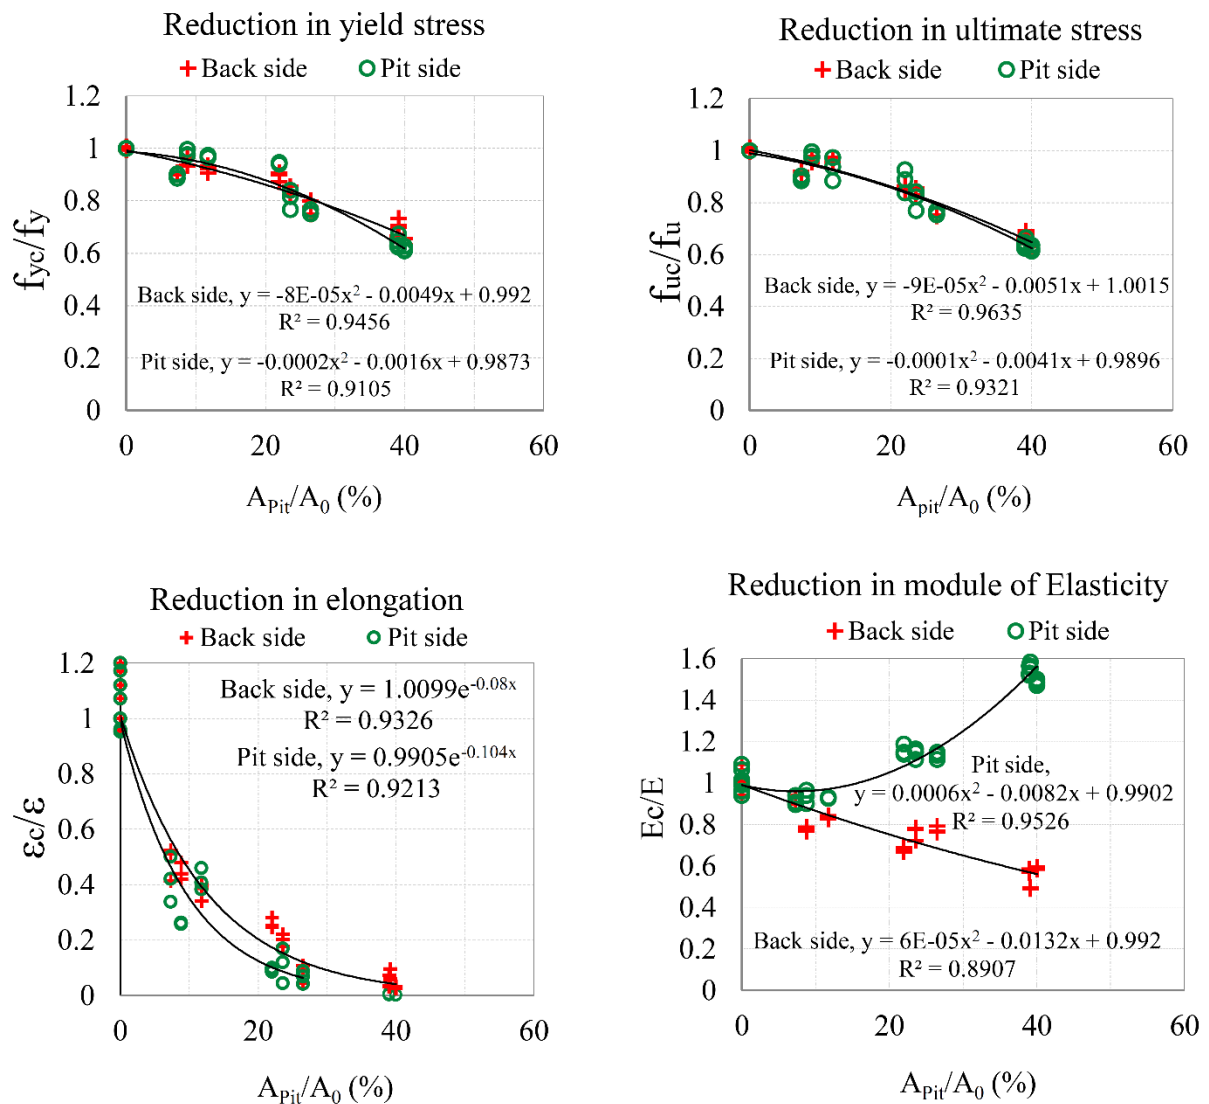 Reduction in yield stress
Back side Pit side
1.2
1
0.8
0.6
0.4
0.2
0
fyc/fy
Back side, y = -8E-05x² - 0.0049x + 0.992
R² = 0.9456
Pit side, y = -0.0002x² - 0.0016x + 0.9873
R² = 0.9105
0 20 40 60
A_Pit/A_0 (%)
Reduction in ultimate stress
Back side Pit side
1.2
1
0.8
0.6
0.4
0.2
0
fuc/fu
Back side, y = -9E-05x² - 0.0051x + 1.0015
R² = 0.9635
Pit side, y = -0.0001x² - 0.0041x + 0.9896
R² = 0.9321
0 20 40 60
A_pit/A_0 (%)
Reduction in elongation
Back side Pit side
1.2
1
0.8
0.6
0.4
0.2
0
εc/ε
Back side, y = 1.0099e^-0.08x
R² = 0.9326
Pit side, y = 0.9905e^-0.104x
R² = 0.9213
0 20 40 60
A_Pit/A_0 (%)
Reduction in module of Elasticity
Back side Pit side
1.6
1.4
1.2
1
0.8
0.6
0.4
0.2
0
Ec/E
Pit side,
y = 0.0006x² - 0.0082x + 0.9902
R² = 0.9526
Back side, y = 6E-05x² - 0.0132x + 0.992
R² = 0.8907
0 20 40 60
A_Pit/A_0 (%)